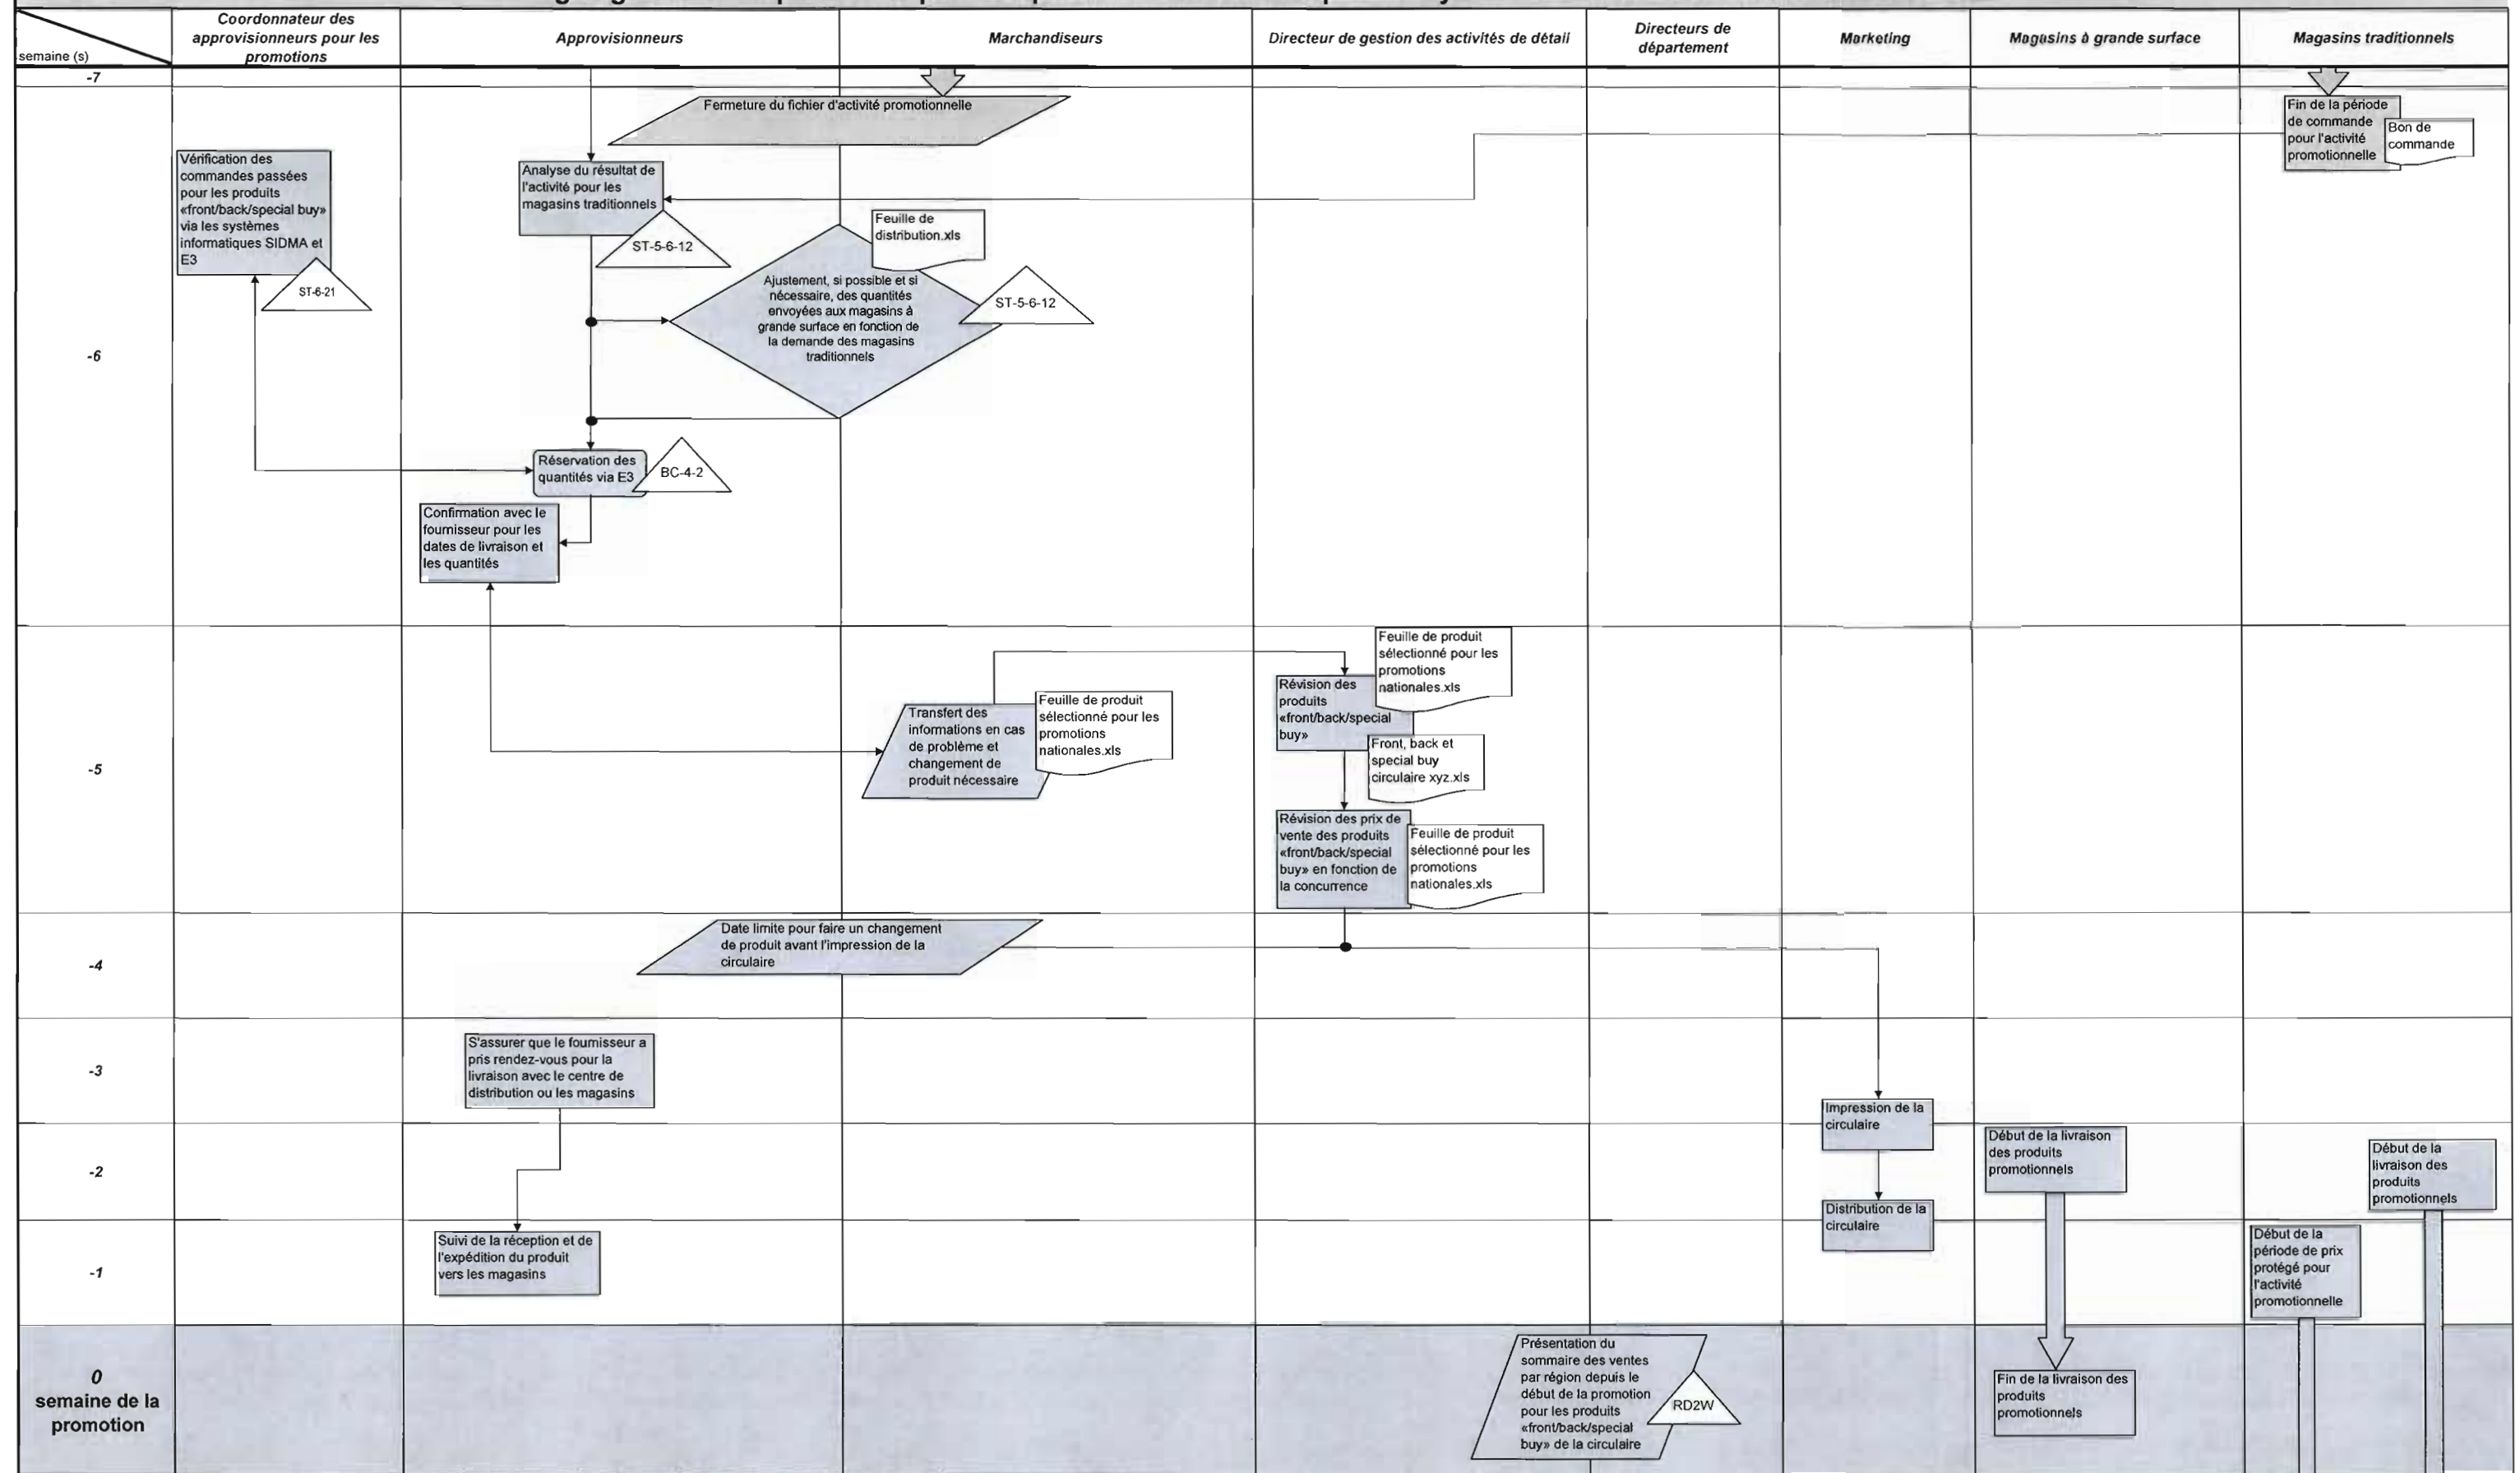 Coordonnateur des
approvisionneurs pour les
promotions
Approvisionneurs
Marchandiseurs
Directeur de gestion des activités de détail
Directeurs de
département
Marketing
Magasins à grande surface
Magasins traditionnels
semaine (s)
-7
Fermeture du fichier d'activité promotionnelle
Fin de la période
de commande
pour l'activité
promotionnelle
Bon de
commande
Vérification des
commandes passées
pour les produits
«front/back/special buy»
via les systèmes
informatiques SIDMA et
E3
ST-6-21
Analyse du résultat de
l'activité pour les
magasins traditionnels
ST-5-6-12
Feuille de
distribution.xls
Ajustement, si possible et si
nécessaire, des quantités
envoyées aux magasins à
grande surface en fonction de
la demande des magasins
traditionnels
ST-5-6-12
-6
Réservation des
quantités via E3
BC-4-2
Confirmation avec le
fournisseur pour les
dates de livraison et
les quantités
-5
Transfert des
informations en cas
de problème et
changement de
produit nécessaire
Feuille de produit
sélectionné pour les
promotions
nationales.xls
Feuille de produit
sélectionné pour les
promotions
nationales.xls
Révision des
produits
«front/back/special
buy»
Front, back et
special buy
circulaire xyz.xls
Révision des prix de
vente des produits
«front/back/special
buy» en fonction de
la concurrence
Feuille de produit
sélectionné pour les
promotions
nationales.xls
-4
Date limite pour faire un changement
de produit avant l'impression de la
circulaire
-3
S'assurer que le fournisseur a
pris rendez-vous pour la
livraison avec le centre de
distribution ou les magasins
Impression de la
circulaire
-2
Début de la livraison
des produits
promotionnels
Début de la
livraison des
produits
promotionnels
Distribution de la
circulaire
-1
Suivi de la réception et de
l'expédition du produit
vers les magasins
Début de la
période de prix
protégé pour
l'activité
promotionnelle
0
semaine de la
promotion
Présentation du
sommaire des ventes
par région depuis le
début de la promotion
pour les produits
«front/back/special
buy» de la circulaire
RD2W
Fin de la livraison des
produits
promotionnels